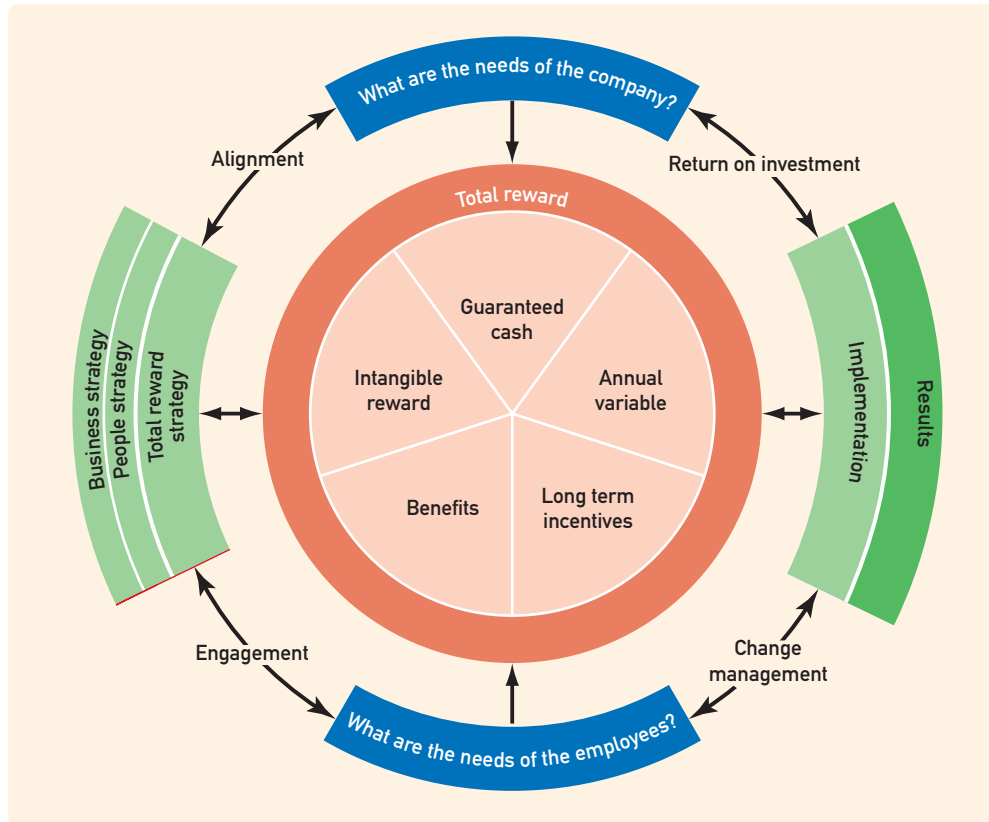 What are the needs of the company?
Alignment
Return on investment
Total reward
Guaranteed
cash
Intangible
reward
Annual
variable
Benefits
Long term
incentives
Business strategy
People strategy
Total reward
strategy
Implementation
Results
Engagement
Change
management
What are the needs of the employees?